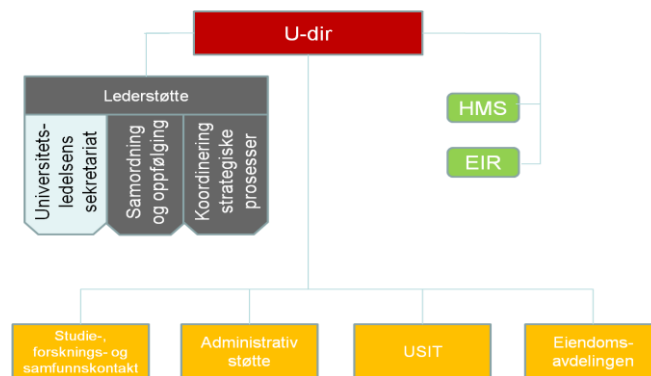 U-dir
Lederstøtte
Universitets-
ledelsens
sekretariat
Samordning
og oppfølging
Koordinering
strategiske
prosesser
HMS
EIR
Studie-,
forsknings- og
samfunnskontakt
Administrativ
støtte
USIT
Eiendoms-
avdelingen